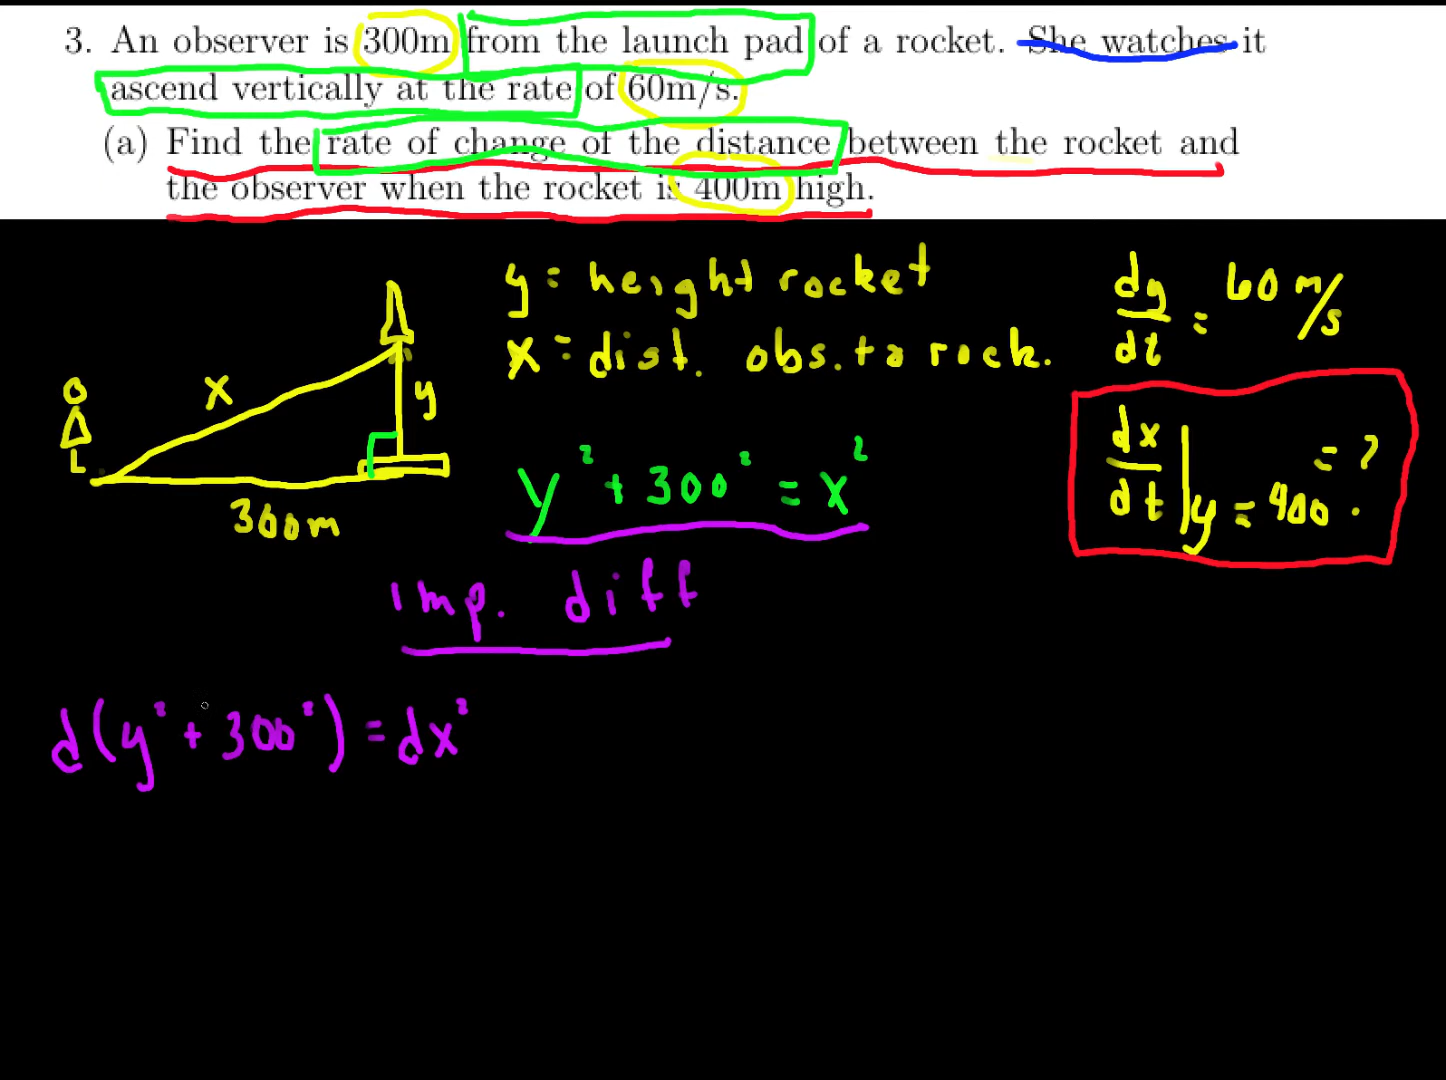 3. An observer is 300m from the launch pad of a rocket. She watches it
ascend vertically at the rate of 60m/s.
(a) Find the rate of change of the distance between the rocket and
the observer when the rocket is 400m high.
y = height rocket
x = dist. obs. to rock.
dy/dt = 60 m/s
x
y
300m
y² + 300² = x²
dx/dt | y = 400 = ?
imp. diff
d(y² + 300²) = dx²